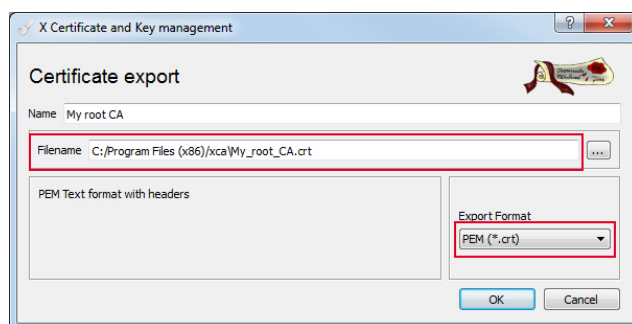 X Certificate and Key management
Certificate export
Name My root CA
Filename C:/Program Files (x86)/xca\My_root_CA.crt ...
PEM Text format with headers
Export Format
PEM (*.crt)
OK Cancel